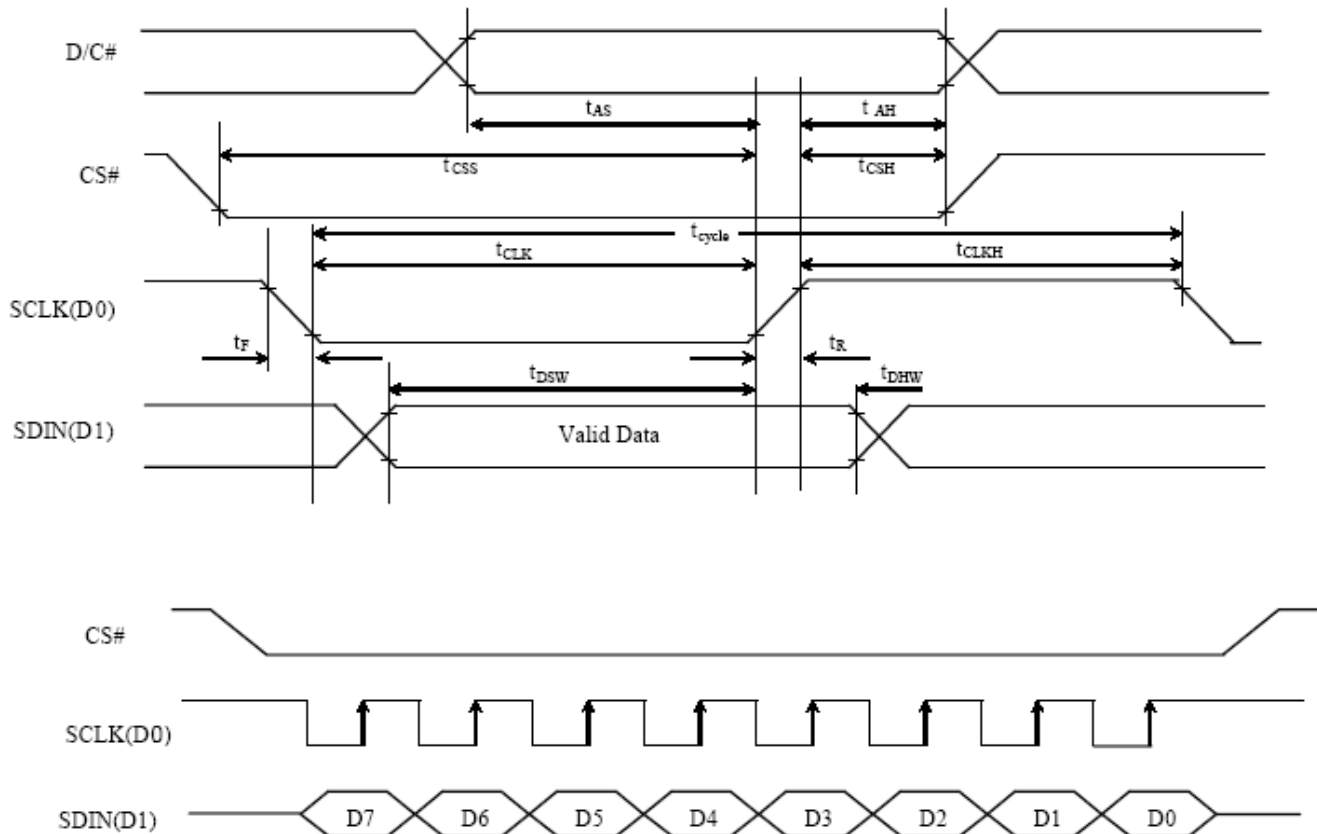 D/C#
tAS
t AH
CS#
tCSS
tCSH
tcycle
tCLK
tCLKH
SCLK(D0)
tF
tR
tDSW
tDHW
SDIN(D1)
Valid Data
CS#
SCLK(D0)
SDIN(D1)
D7 D6 D5 D4 D3 D2 D1 D0